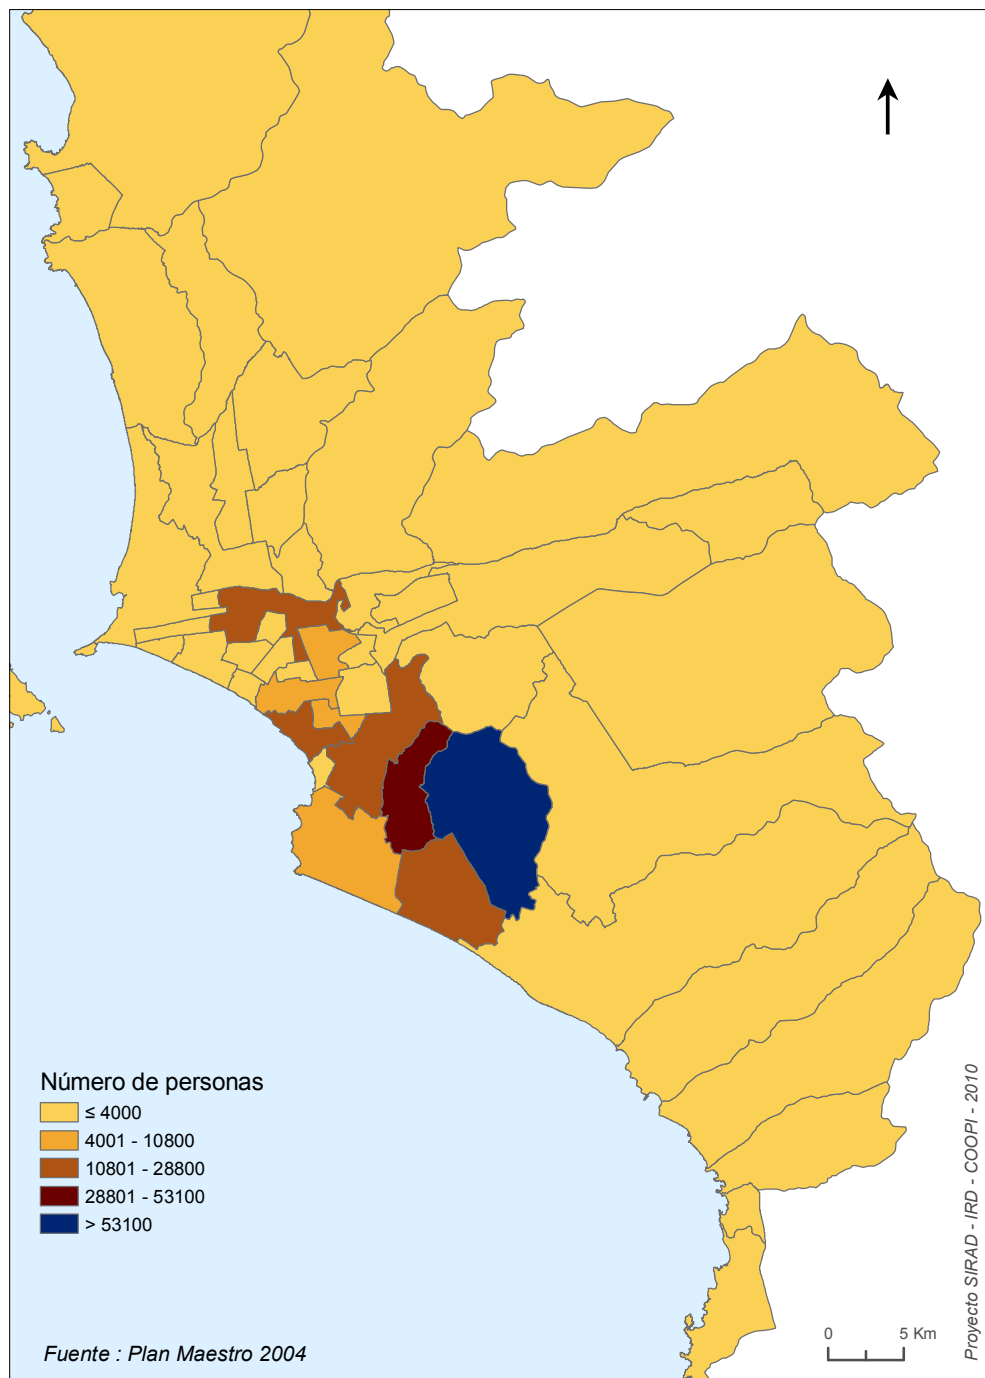 Número de personas
≤ 4000
4001 - 10800
10801 - 28800
28801 - 53100
> 53100
Fuente : Plan Maestro 2004
0 5 Km
Proyecto SIRAD - IRD - COOPI - 2010